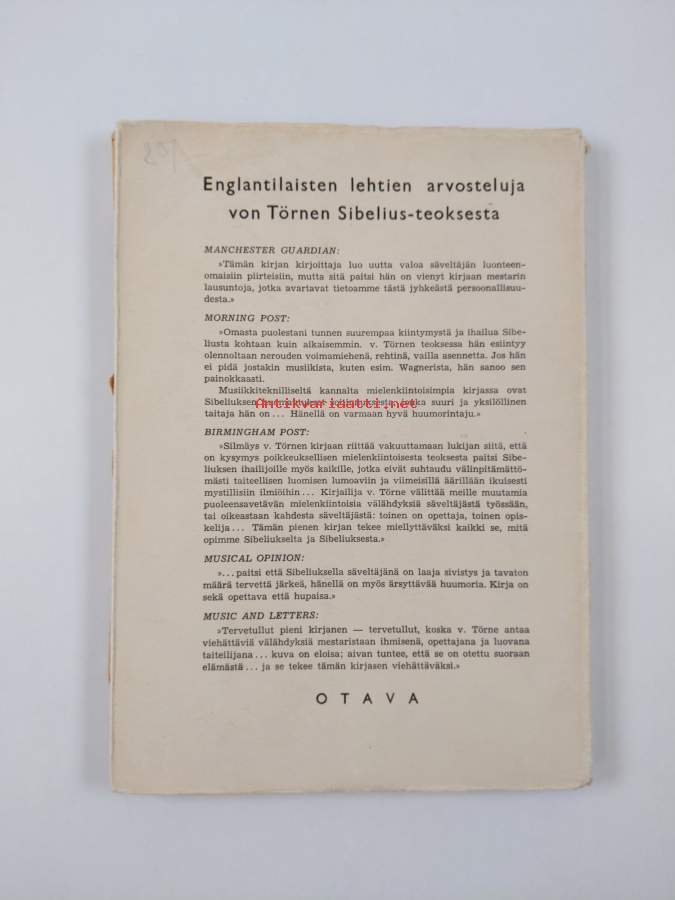 25/
Englantilaisten lehtien arvosteluja
von Törnen Sibelius-teoksesta
MANCHESTER GUARDIAN:
»Tämän kirjan kirjoittaja luo uutta valoa säveltäjän luonteen-
omaisiin piirteisiin, mutta sitä paitsi hän on vienyt kirjaan mestarin
lausuntoja, jotka avartavat tietoamme tästä jyhkeästä persoonallisuu-
desta.»
MORNING POST:
»Omasta puolestani tunnen suurempaa kiintymystä ja ihailua Sibe-
liusta kohtaan kuin aikaisemmin. v. Törnen teoksessa hän esiintyy
olennoltaan nerouden voimamiehenä, rehtinä, vailla asennetta. Jos hän
ei pidä jostakin musiikista, kuten esim. Wagnerista, hän sanoo sen
painokkaasti.
Musiikkiteknilliseltä kannalta mielenkiintoisimpia kirjassa ovat
Sibeliuksen suuri ja yksilöllinen
Antikvariaatti.net
taitaja hän on... Hänellä on varmaan hyvä huumorintaju.»
BIRMINGHAM POST:
»Silmäys v. Törnen kirjaan riittää vakuuttamaan lukijan siitä, että
on kysymys poikkeuksellisen mielenkiintoisesta teoksesta paitsi Sibe-
liuksen ihailijoille myös kaikille, jotka eivät suhtaudu välinpitämättö-
mästi taiteellisen luomisen lumoaviin ja viimeisillä äärillään ikuisesti
mystillisiin ilmiöihin... Kirjailija v. Törne välittää meille muutamia
puoleensavetävän mielenkiintoisia välähdyksiä säveltäjästä työssään,
tai oikeastaan kahdesta säveltäjästä: toinen on opettaja, toinen opis-
kelija... Tämän pienen kirjan tekee miellyttäväksi kaikki se, mitä
opimme Sibeliukselta ja Sibeliuksesta.»
MUSICAL OPINION:
»...paitsi että Sibeliuksella säveltäjänä on laaja sivistys ja tavaton
määrä tervettä järkeä, hänellä on myös ärsyttävää huumoria. Kirja on
sekä opettava että hupaisa.»
MUSIC AND LETTERS:
»Tervetullut pieni kirjanen — tervetullut, koska v. Törne antaa
viehättäviä välähdyksiä mestaristaan ihmisenä, opettajana ja luovana
taiteilijana... kuva on eloisa; aivan tuntee, että se on otettu suoraan
elämästä... ja se tekee tämän kirjasen viehättäväksi.»
OTAVA